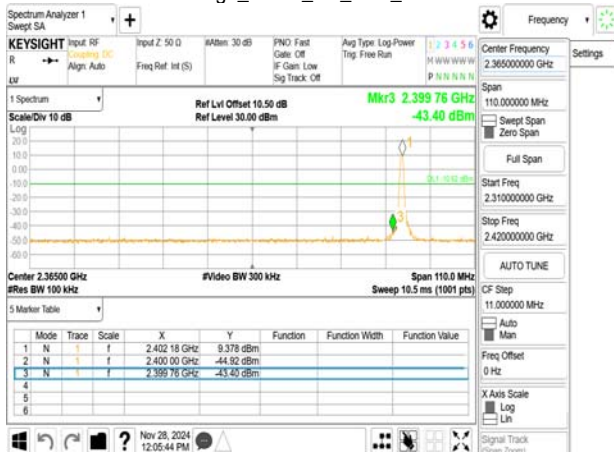 Spectrum Analyzer 1
Swept SA
Frequency
KEYSIGHT
Input: RF
Coupling: DC
Align: Auto
Input Z: 50 Ω
Freq Ref: Int (S)
#Atten: 30 dB
PNO: Fast
Gate: Off
IF Gain: Low
Sig Track: Off
Avg Type: Log-Power
Trig: Free Run
1 2 3 4 5 6
M W W W W W
P N N N N N
R
LW
Center Frequency
2.365000000 GHz
Settings
Span
110.000000 MHz
Swept Span
Zero Span
Full Span
Start Freq
2.310000000 GHz
Stop Freq
2.420000000 GHz
AUTO TUNE
CF Step
11.000000 MHz
Auto
Man
Freq Offset
0 Hz
X Axis Scale
Log
Lin
Signal Track
(Span Zoom)
1 Spectrum
Scale/Div 10 dB
Ref Lvl Offset 10.50 dB
Ref Level 30.00 dBm
Mkr3 2.399 76 GHz
-43.40 dBm
Log
20.0
10.0
0.00
-10.0
-20.0
-30.0
-40.0
-50.0
-60.0
1
3
Center 2.36500 GHz
#Res BW 100 kHz
#Video BW 300 kHz
Span 110.0 MHz
Sweep 10.5 ms (1001 pts)
5 Marker Table
Mode Trace Scale X Y Function Function Width Function Value
1 N 1 f 2.402 18 GHz 9.378 dBm
2 N 1 f 2.400 00 GHz -44.92 dBm
3 N 1 f 2.399 76 GHz -43.40 dBm
4
5
6
?
Nov 28, 2024
12:05:44 PM